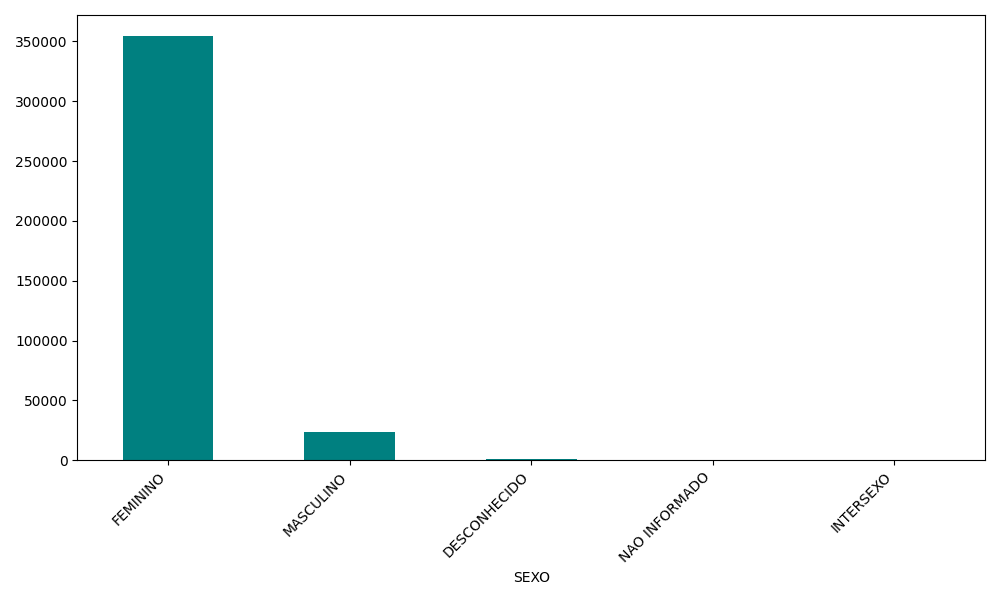 350000
300000
250000
200000
150000
100000
50000
0
FEMININO
MASCULINO
DESCONHECIDO
NAO INFORMADO
INTERSEXO
SEXO